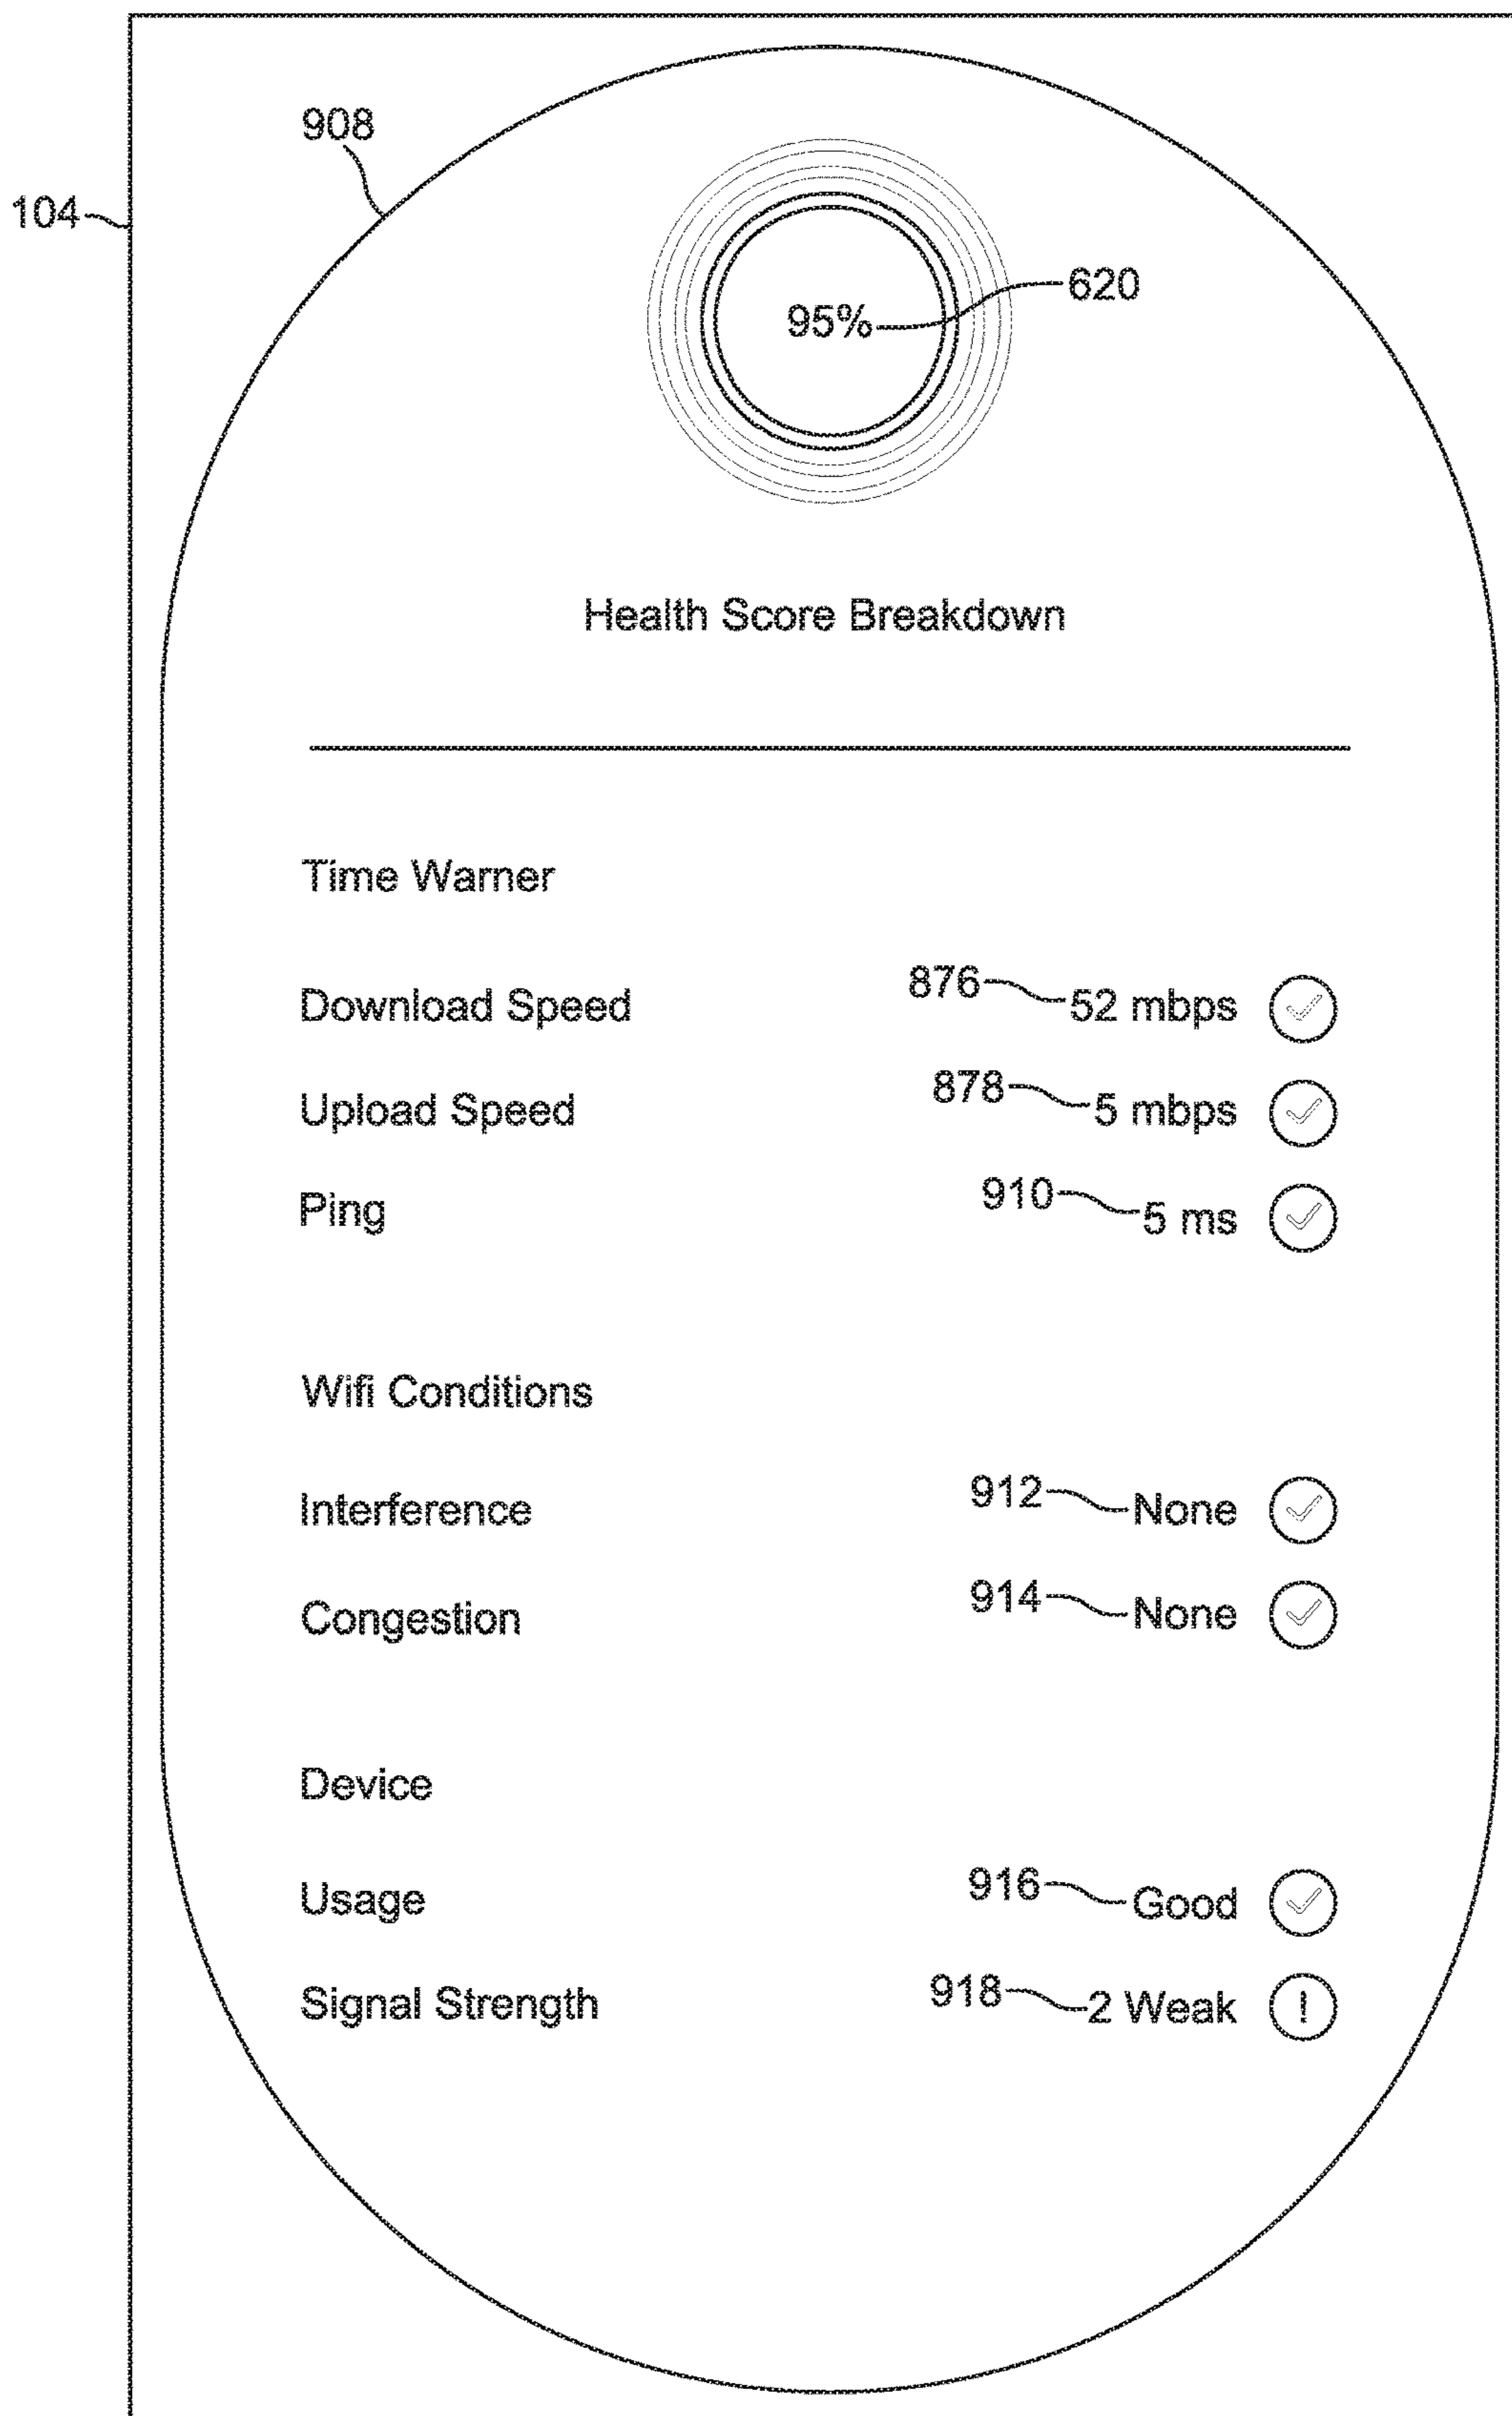 908
104
620
95%
Health Score Breakdown
Time Warner
Download Speed 876 52 mbps
Upload Speed 878 5 mbps
Ping 910 5 ms
Wifi Conditions
Interference 912 None
Congestion 914 None
Device
Usage 916 Good
Signal Strength 918 2 Weak !